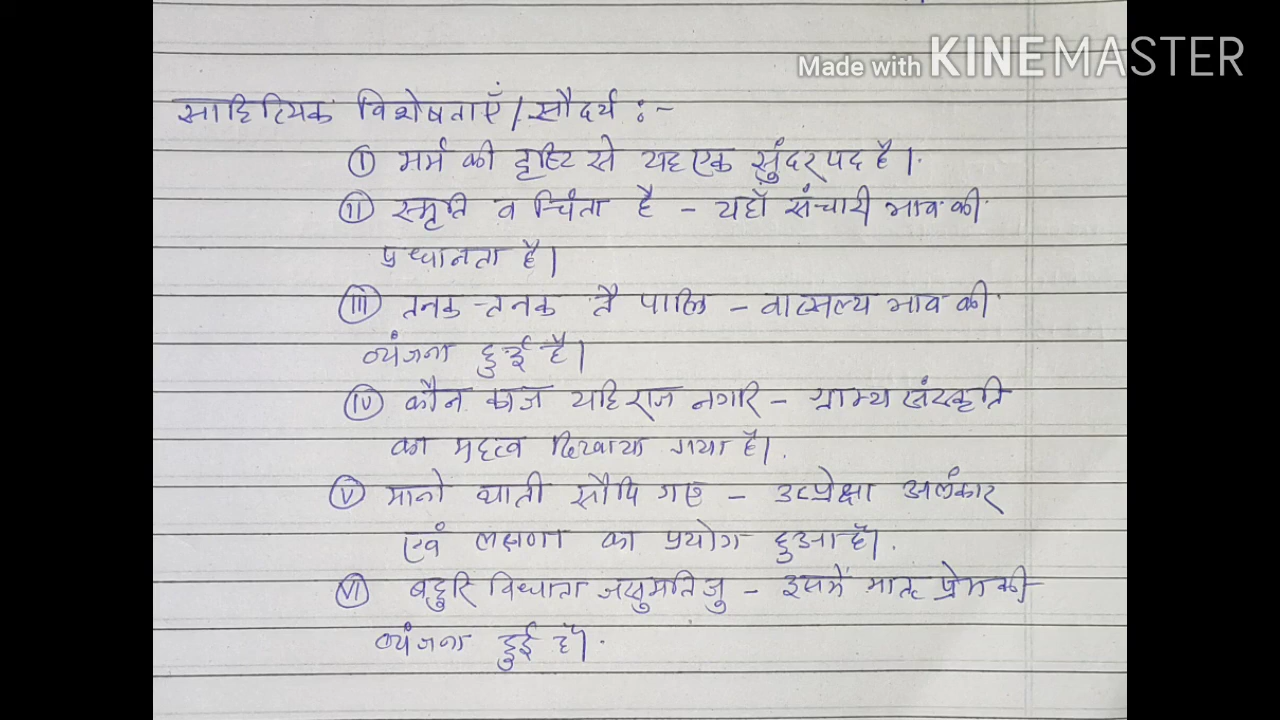 Made with KINEMASTER
साहित्यिक विशेषताएँ / सौदर्य :-
(I) मर्म की दृष्टि से यह एक सुंदर पद है।
(II) स्मृति व चिंता है - यहाँ संचारी भाव की
प्रधानता है।
(III) तनक-तनक तै पालि - वात्सल्य भाव की
व्यंजना हुई है।
(IV) कौन काज यहि राज नगरि - ग्राम्य संस्कृति
का महत्व दिखाया गया है।
(V) मानो थाती सौपि गए - उत्प्रेक्षा अलंकार
एवं लक्षणा का प्रयोग हुआ है।
(VI) बहुरि विधाता जसुमति जु - इसमें मातृ प्रेम की
व्यंजना हुई है।